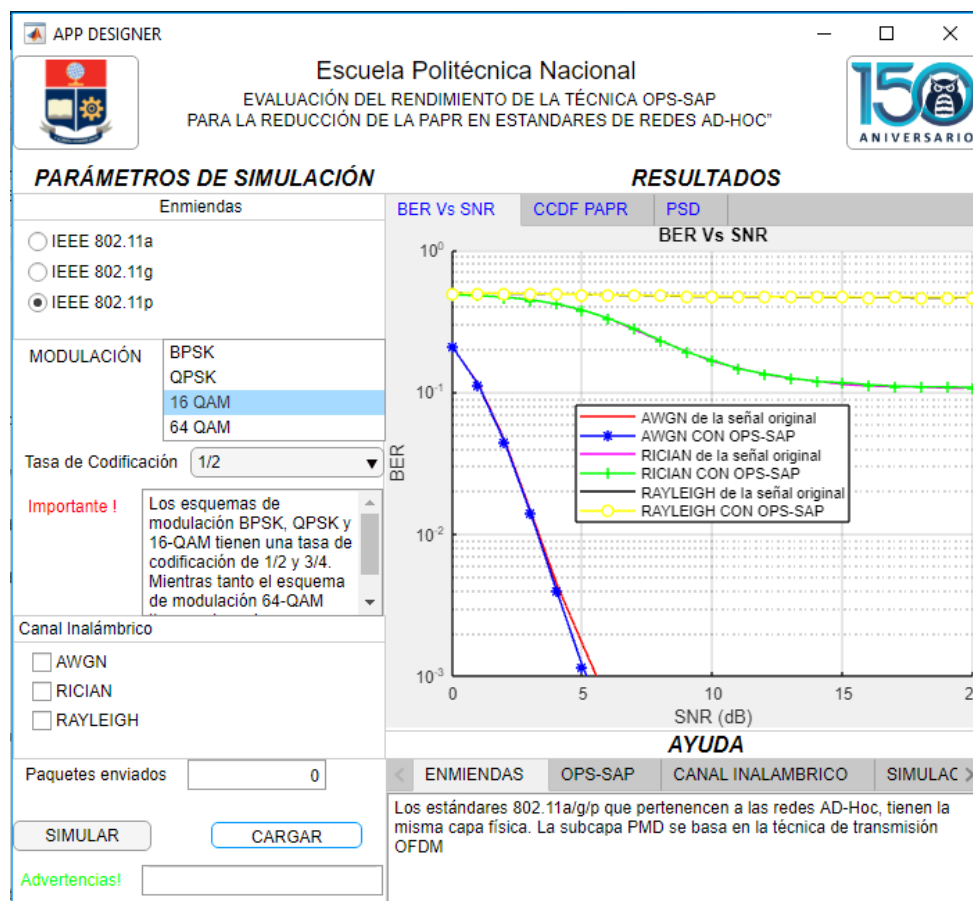 APP DESIGNER
Escuela Politécnica Nacional
EVALUACIÓN DEL RENDIMIENTO DE LA TÉCNICA OPS-SAP
PARA LA REDUCCIÓN DE LA PAPR EN ESTANDARES DE REDES AD-HOC”
150
ANIVERSARIO
PARÁMETROS DE SIMULACIÓN
Enmiendas
IEEE 802.11a
IEEE 802.11g
IEEE 802.11p
MODULACIÓN
BPSK
QPSK
16 QAM
64 QAM
Tasa de Codificación
1/2
Importante !
Los esquemas de
modulación BPSK, QPSK y
16-QAM tienen una tasa de
codificación de 1/2 y 3/4.
Mientras tanto el esquema
de modulación 64-QAM
Canal Inalámbrico
AWGN
RICIAN
RAYLEIGH
Paquetes enviados
0
SIMULAR
CARGAR
Advertencias!
RESULTADOS
BER Vs SNR
CCDF PAPR
PSD
BER Vs SNR
10^0
10^-1
10^-2
10^-3
BER
AWGN de la señal original
AWGN CON OPS-SAP
RICIAN de la señal original
RICIAN CON OPS-SAP
RAYLEIGH de la señal original
RAYLEIGH CON OPS-SAP
0 5 10 15 2
SNR (dB)
AYUDA
ENMIENDAS
OPS-SAP
CANAL INALAMBRICO
SIMULAC
Los estándares 802.11a/g/p que pertenencen a las redes AD-Hoc, tienen la
misma capa física. La subcapa PMD se basa en la técnica de transmisión
OFDM